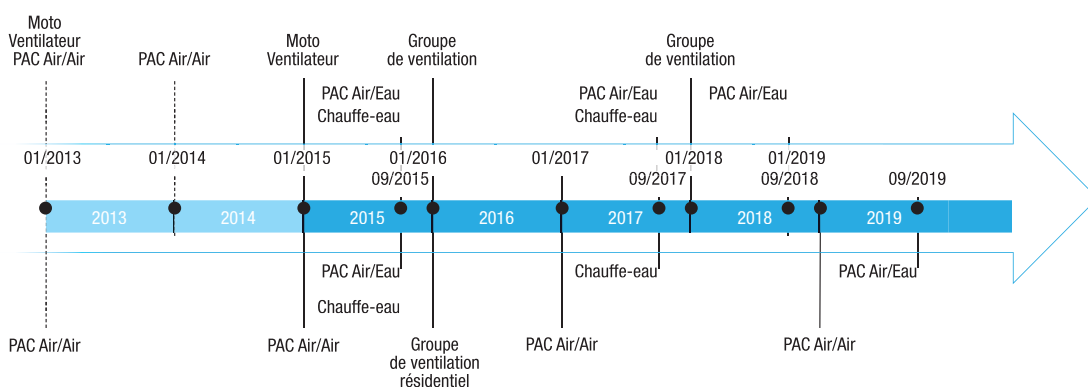 Moto
Ventilateur
PAC Air/Air
PAC Air/Air
Moto
Ventilateur
Groupe
de ventilation
Groupe
de ventilation
PAC Air/Eau
Chauffe-eau
PAC Air/Eau
Chauffe-eau
PAC Air/Eau
01/2013
01/2014
01/2015
01/2016
01/2017
01/2018
01/2019
09/2015
09/2017
09/2018
09/2019
2013
2014
2015
2016
2017
2018
2019
PAC Air/Eau
Chauffe-eau
Chauffe-eau
PAC Air/Eau
PAC Air/Air
PAC Air/Air
Groupe
de ventilation
résidentiel
PAC Air/Air
PAC Air/Air